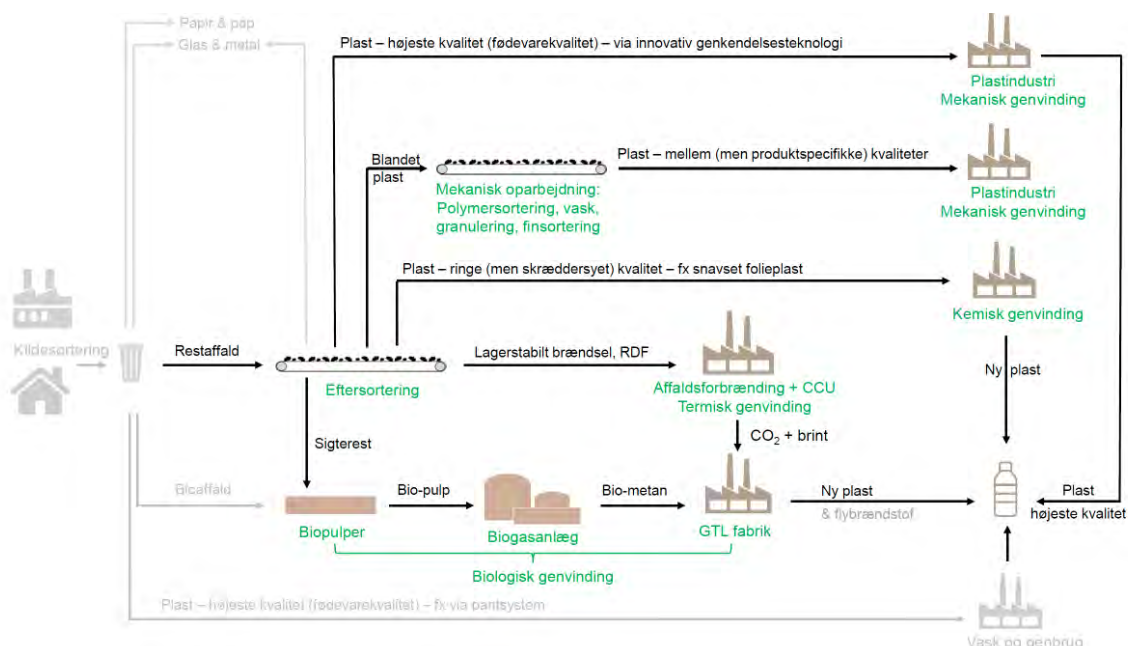 Papir & pap
Glas & metal
Plast – højeste kvalitet (fødevarekvalitet) – via innovativ genkendelsesteknologi
Plastindustri
Mekanisk genvinding
Blandet
plast
Plast – mellem (men produktspecifikke) kvaliteter
Mekanisk oparbejdning:
Polymersortering, vask,
granulering, finsortering
Plastindustri
Mekanisk genvinding
Plast – ringe (men skræddersyet) kvalitet – fx snavset folieplast
Kemisk genvinding
Kildesortering
Restaffald
Eftersortering
Lagerstabilt brændsel, RDF
Affaldsforbrænding + CCU
Termisk genvinding
Ny plast
CO2 + brint
Sigterest
Bioaffald
Biopulper
Bio-pulp
Biogasanlæg
Bio-metan
GTL fabrik
Ny plast
& flybrændstof
Plast
højeste kvalitet
Biologisk genvinding
Plast – højeste kvalitet (fødevarekvalitet) – fx via pantsystem
Vask og genbrug